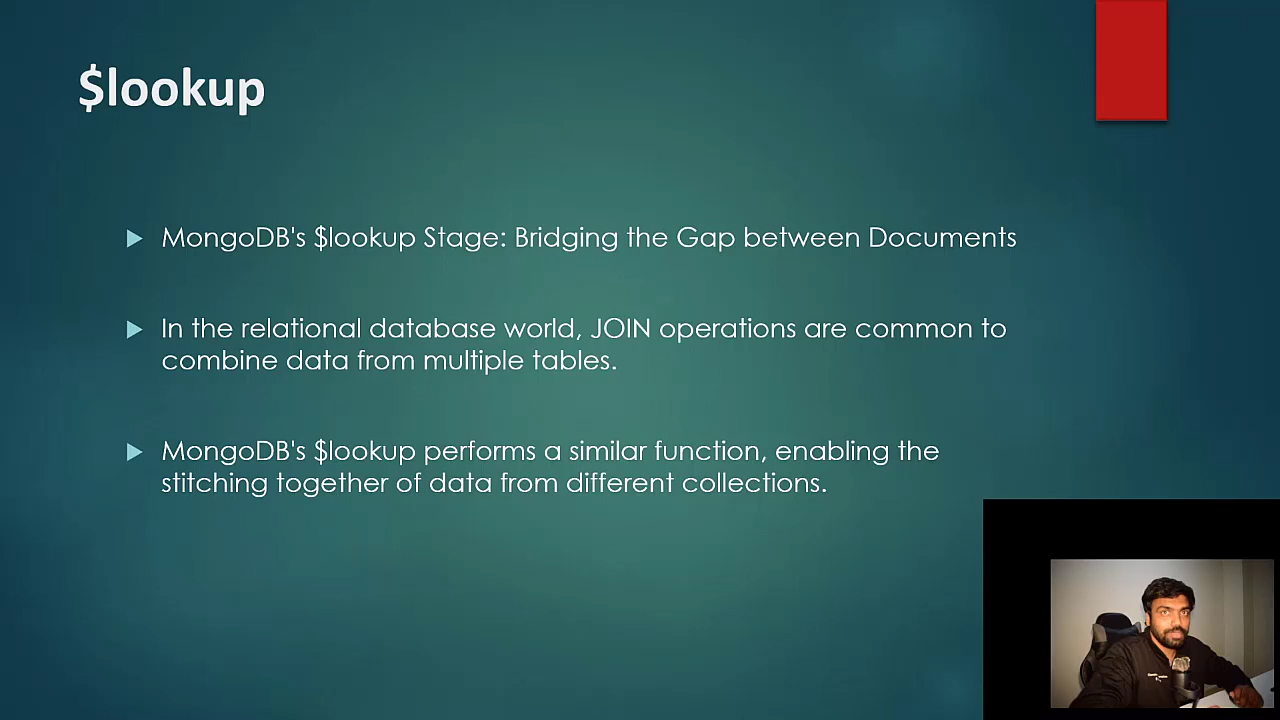 $lookup
MongoDB's $lookup Stage: Bridging the Gap between Documents
In the relational database world, JOIN operations are common to
combine data from multiple tables.
MongoDB's $lookup performs a similar function, enabling the
stitching together of data from different collections.